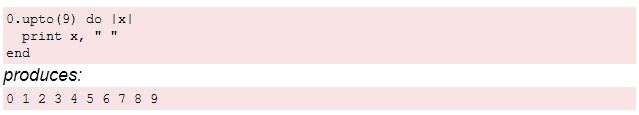 0.upto(9) do |x|
  print x, " "
end
produces:
0 1 2 3 4 5 6 7 8 9